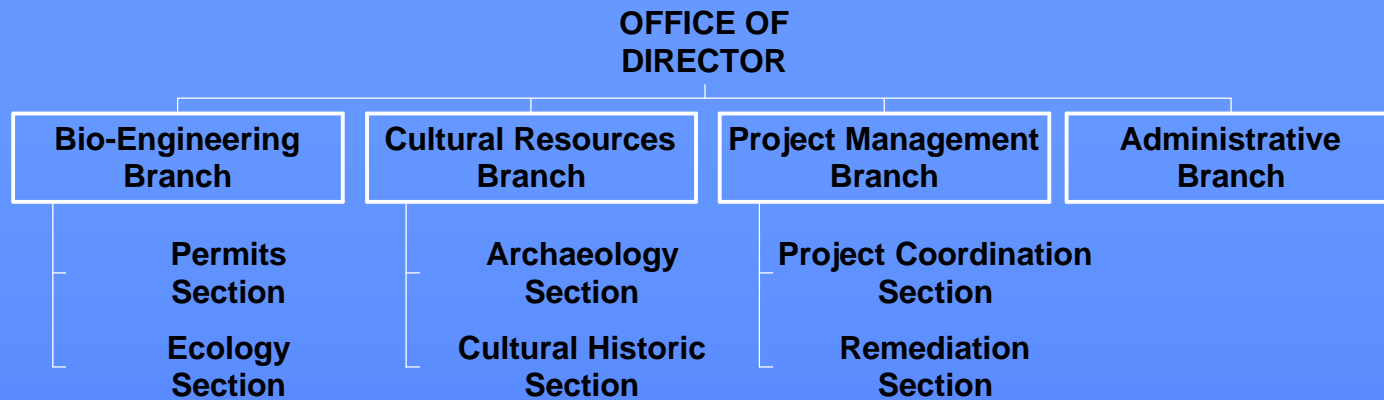 OFFICE OF
DIRECTOR
Bio-Engineering
Branch
Cultural Resources
Branch
Project Management
Branch
Administrative
Branch
Permits
Section
Archaeology
Section
Project Coordination
Section
Ecology
Section
Cultural Historic
Section
Remediation
Section